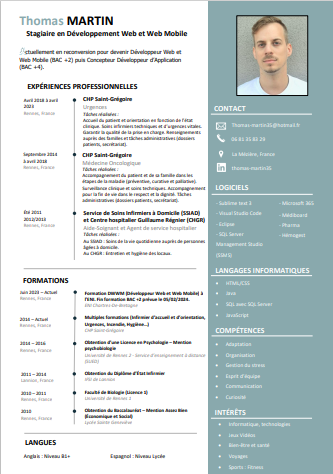 Thomas MARTIN
Stagiaire en Développement Web et Web Mobile
Actuellement en reconversion pour devenir Développeur Web et
Web Mobile (BAC +2) puis Concepteur Développeur d'Application
(BAC +4).
EXPÉRIENCES PROFESSIONNELLES
Avril 2018 à avril
2023
Rennes, France
CHP Saint-Grégoire
Urgences
Tâches réalisées :
Accueil du patient et orientation en fonction de l'état
clinique. Soins infirmiers techniques et d'urgences vitales.
Garantir la qualité de la prise en charge. Renseignements
auprès des familles et tâches administratives (dossiers
patients, secrétariat).
Septembre 2014
à avril 2018
Rennes, France
CHP Saint-Grégoire
Médecine Oncologique
Tâches réalisées :
Accompagnement du patient et de sa famille dans les
étapes de la maladie (préventive, curative et palliative).
Surveillance clinique et soins techniques. Accompagnement
pour la fin de vie dans le respect et la dignité. Tâches
administratives (dossiers patients, secrétariat).
Été 2011
2012/2013
Rennes, France
Service de Soins Infirmiers à Domicile (SSIAD)
et Centre hospitalier Guillaume Régnier (CHGR)
Aide-Soignant et Agent de service hospitalier
Tâches réalisées :
Au SSIAD : Soins de la vie quotidienne auprès de personnes
âgées à domicile.
Au CHGR : Entretien et hygiène des locaux.
FORMATIONS
Juin 2023 – Actuel
Rennes, France
Formation DWWM (Développeur Web et Web Mobile) à
l'ENI. Fin formation BAC +2 prévue le 05/02/2024.
ENI Chartres-De-Bretagne
2014 – Actuel
Rennes, France
Multiples formations (Infirmier d'accueil et d'orientation,
Urgences, Incendie, Hygiène...)
CHP Saint-Grégoire
2014 – 2016
Rennes, France
Obtention d'une Licence en Psychologie – Mention
psychobiologie
Université de Rennes 2 - Service d'enseignement à distance
(SUED)
2011 – 2014
Lannion, France
Obtention du Diplôme d'État Infirmier
IFSI de Lannion
2010 – 2011
Rennes, France
Faculté de Biologie (Licence 1)
Université de Rennes 1
2010
Rennes, France
Obtention du Baccalauréat – Mention Assez Bien
(Économique et Social)
Lycée Sainte Geneviève
LANGUES
Anglais : Niveau B1+ Espagnol : Niveau Lycée
CONTACT
Thomas-martin35@hotmail.fr
06 81 35 82 29
La Mézière, France
thomas-martin35
LOGICIELS
- Sublime text 3 - Microsoft 365
- Visual Studio Code - Médiboard
- Eclipse - Pharma
- SQL Server - Hémogest
Management Studio
(SSMS)
LANGAGES INFORMATIQUES
HTML/CSS
Java
SQL avec SQL Server
JavaScript
COMPÉTENCES
Adaptation
Organisation
Gestion du stress
Esprit d'équipe
Communication
Curiosité
INTÉRÊTS
Informatique, technologies
Jeux Vidéos
Bien-être et santé
Voyages
Sports : Fitness